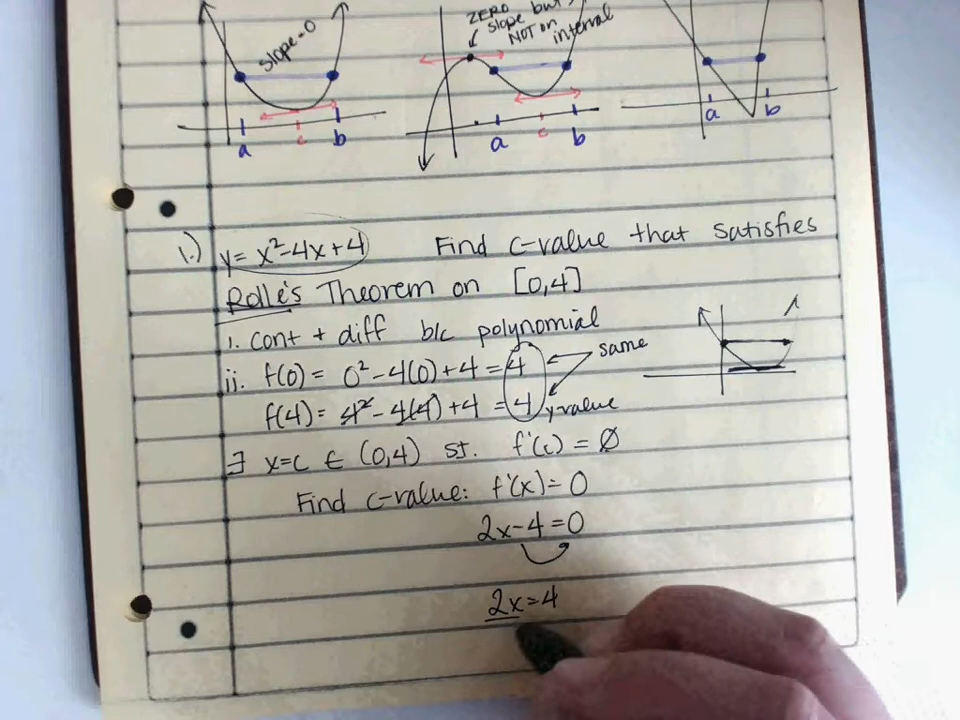 slope=0
ZERO
slope but
NOT on
interval
a c b
a c b
a b
1.) y = x²-4x+4 Find c-value that satisfies
Rolle's Theorem on [0,4]
i. cont + diff b/c polynomial
ii. f(0) = 0²-4(0)+4 = 4 same
f(4) = 4²-4(4)+4 = 4 y-value
∃ x=c ∈ (0,4) st. f'(c) = Ø
Find c-value: f'(x) = 0
2x-4=0
2x=4